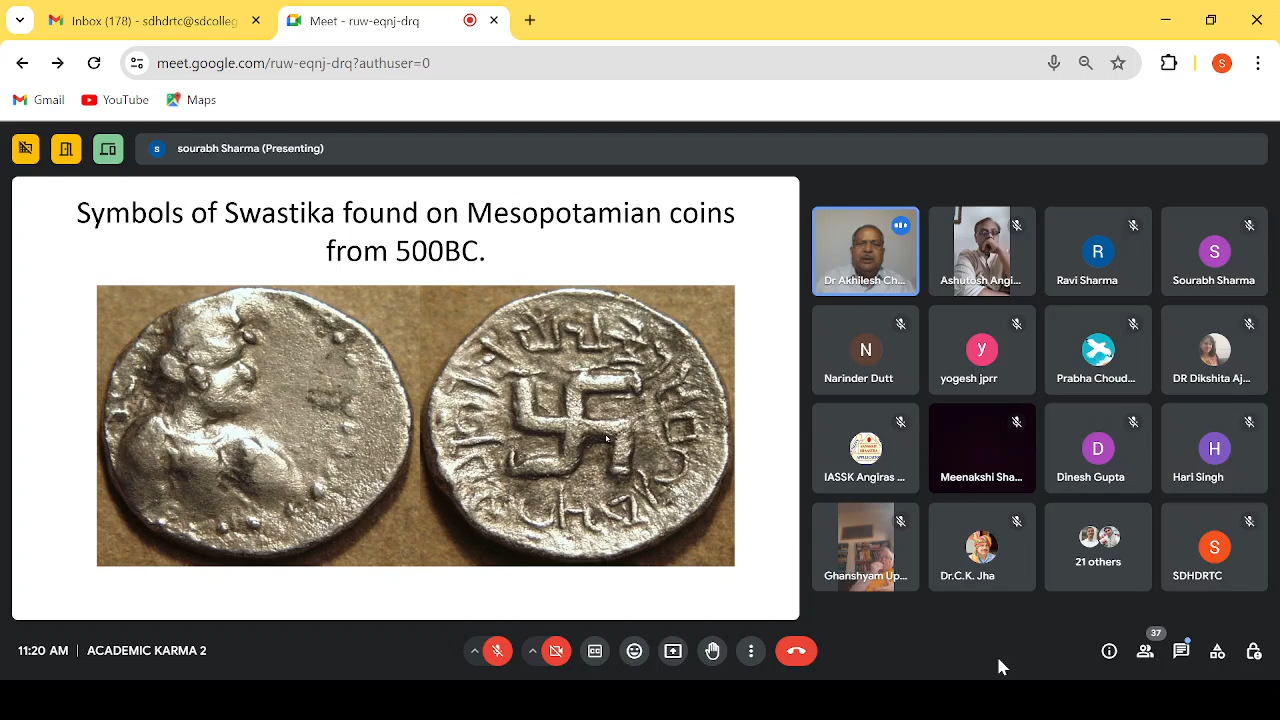 Inbox (178) - sdhdrtc@sdcolleg
Meet - ruw-eqnj-drq
meet.google.com/ruw-eqnj-drq?authuser=0
S
Gmail
YouTube
Maps
s
sourabh Sharma (Presenting)
Symbols of Swastika found on Mesopotamian coins
from 500BC.
Dr Akhilesh Ch...
Ashutosh Angi...
R
Ravi Sharma
S
Sourabh Sharma
N
Narinder Dutt
y
yogesh jprr
Prabha Choud...
DR Dikshita Aj...
IASSK Angiras ...
Meenakshi Sha...
D
Dinesh Gupta
H
Hari Singh
Ghanshyam Up...
Dr.C.K. Jha
21 others
S
SDHDRTC
11:20 AM | ACADEMIC KARMA 2
37